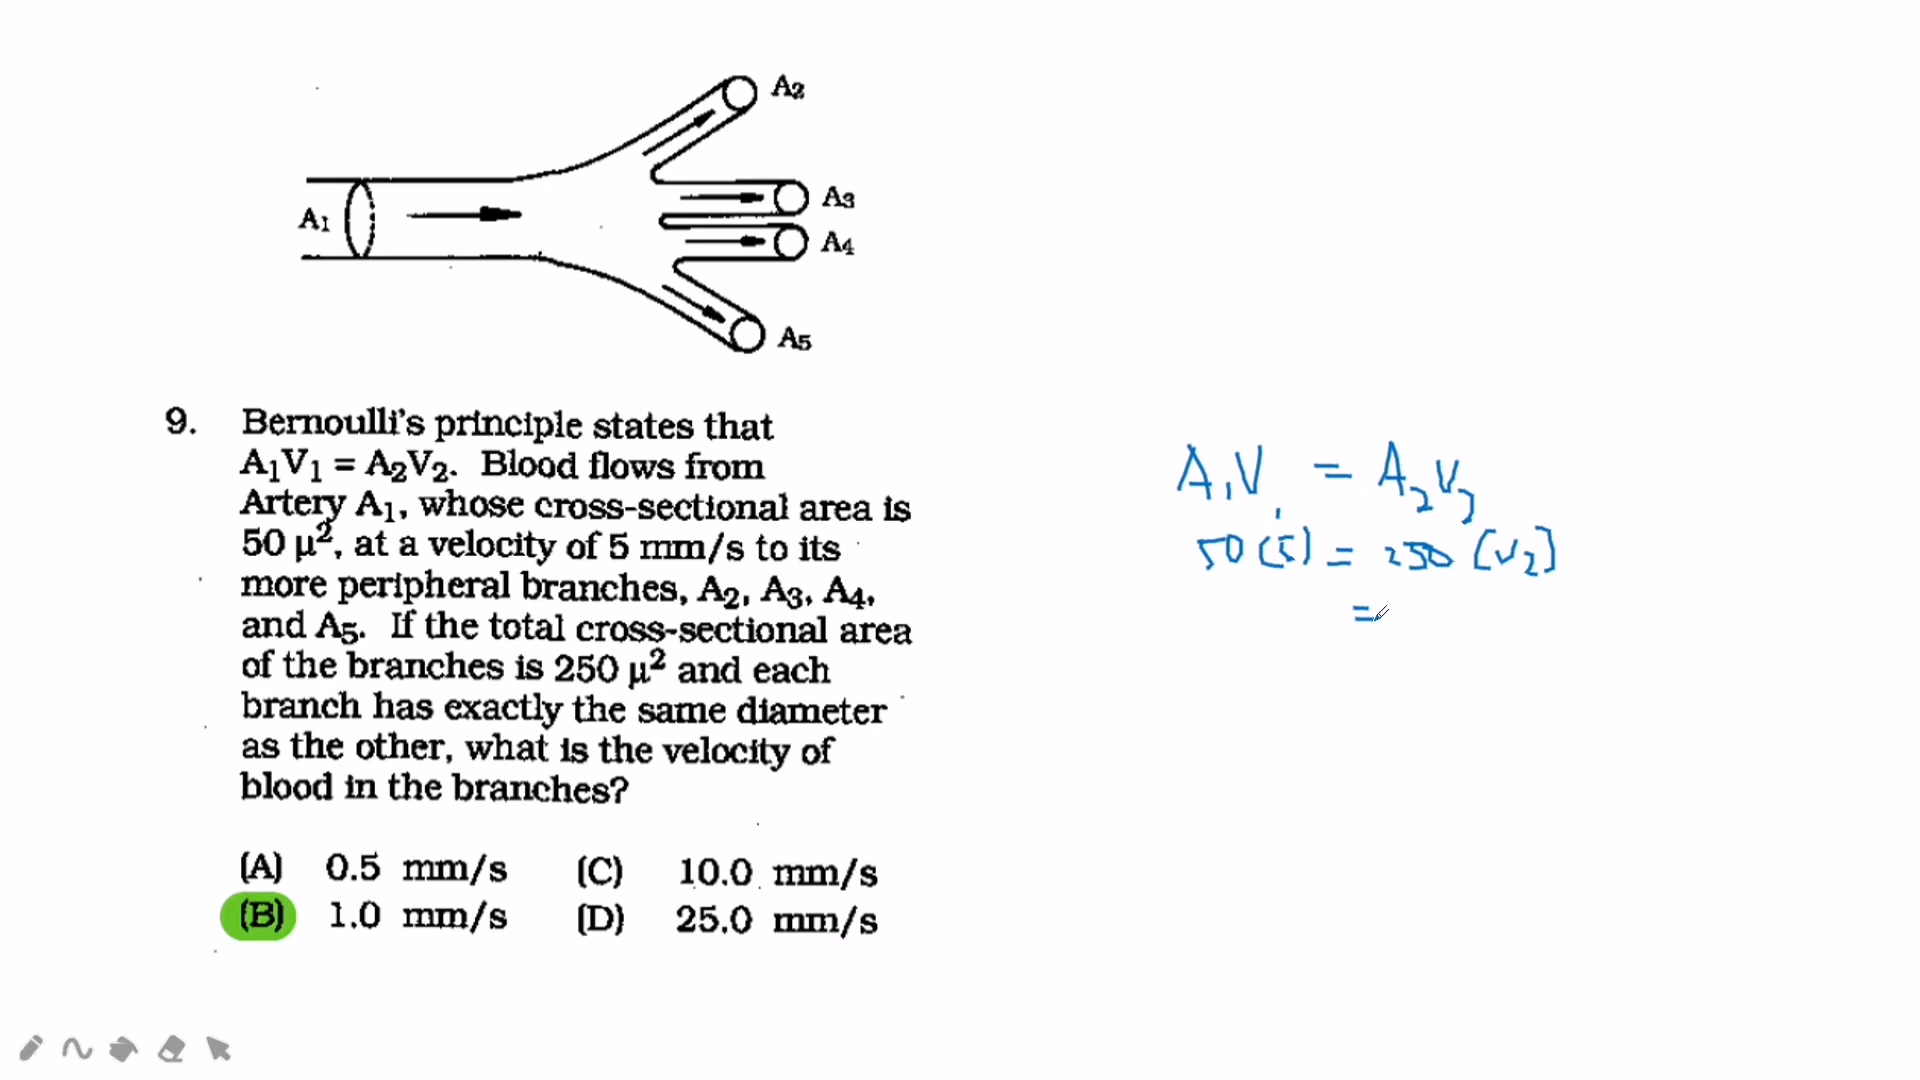 A2
A3
A1
A4
A5
9. Bernoulli's principle states that
A1V1 = A2V2. Blood flows from
Artery A1, whose cross-sectional area is
50 μ², at a velocity of 5 mm/s to its
more peripheral branches, A2, A3, A4,
and A5. If the total cross-sectional area
of the branches is 250 μ² and each
branch has exactly the same diameter
as the other, what is the velocity of
blood in the branches?
(A) 0.5 mm/s (C) 10.0 mm/s
(B) 1.0 mm/s (D) 25.0 mm/s
A1V1 = A2V2
50(5) = 250 (V2)
=